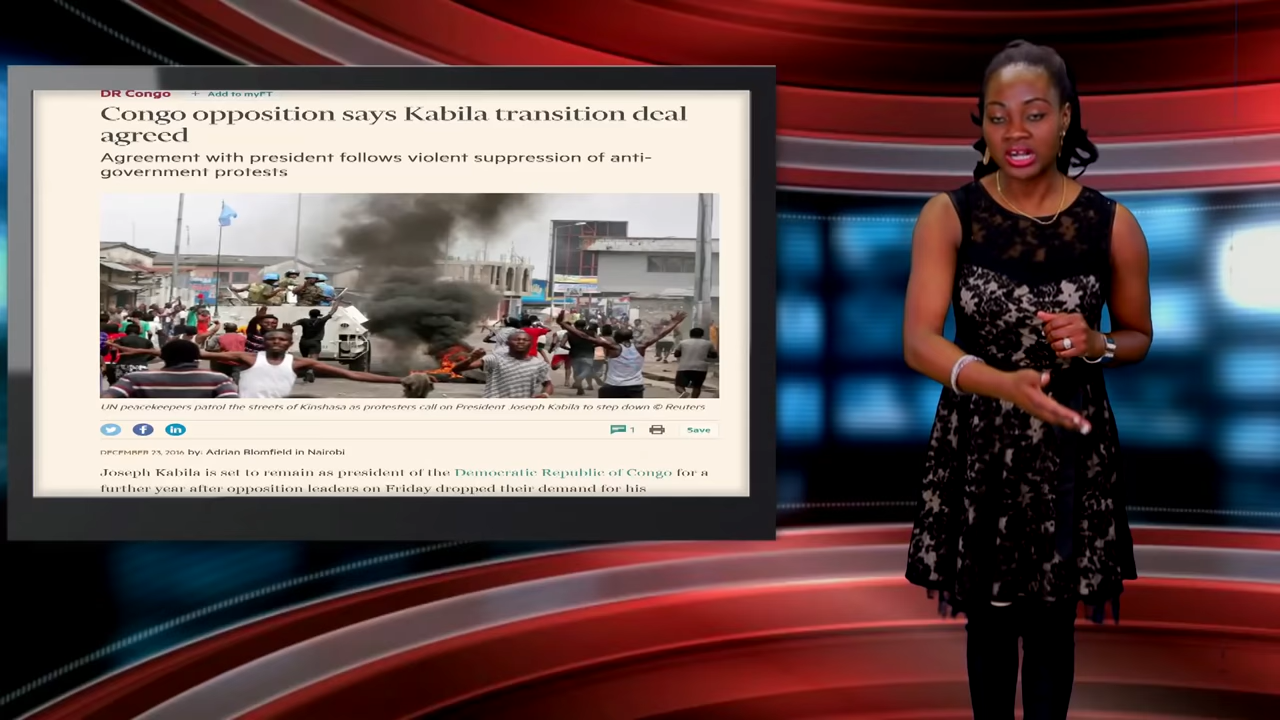 DR Congo + Add to myFT
Congo opposition says Kabila transition deal
agreed
Agreement with president follows violent suppression of anti-
government protests
UN peacekeepers patrol the streets of Kinshasa as protesters call on President Joseph Kabila to step down © Reuters
1 Save
DECEMBER 23, 2016 by: Adrian Blomfield in Nairobi
Joseph Kabila is set to remain as president of the Democratic Republic of Congo for a
further year after opposition leaders on Friday dropped their demand for his